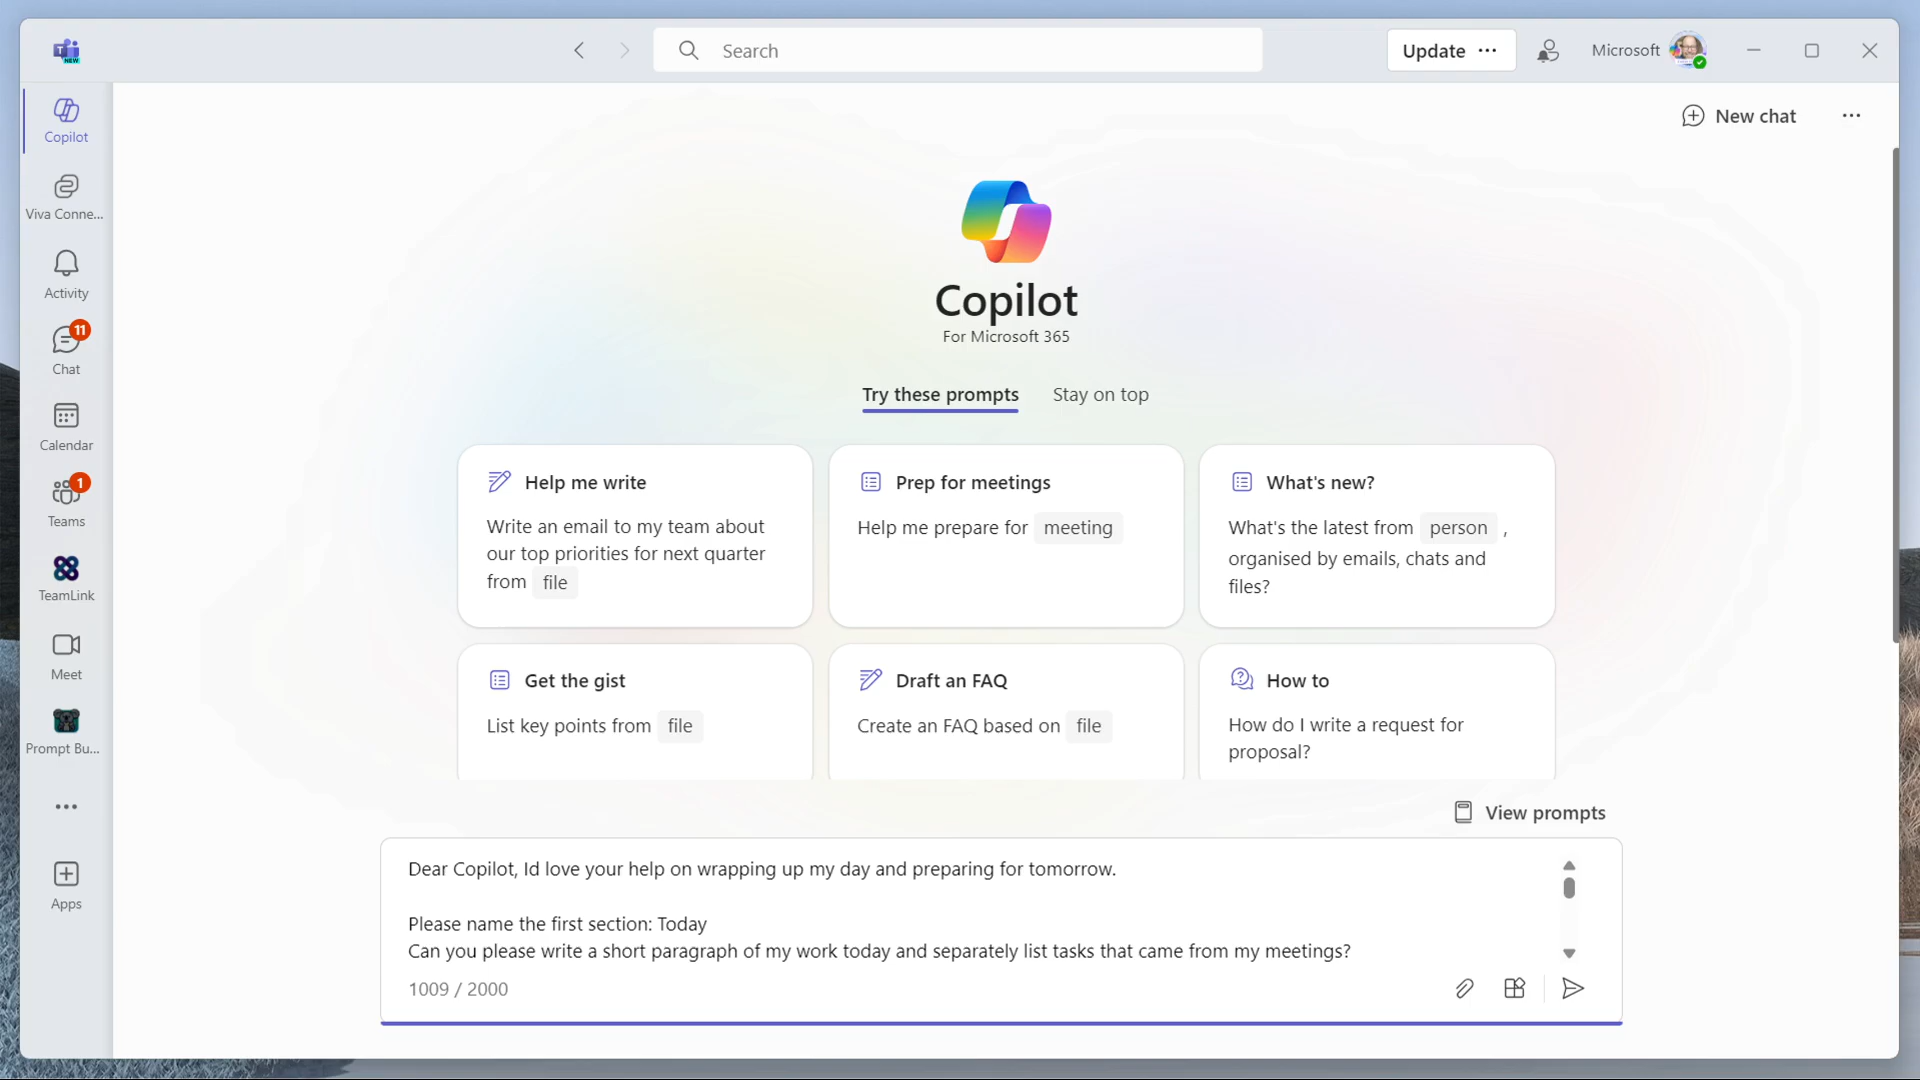 NEW
Search
Update
Microsoft
Copilot
New chat
Viva Conne...
Copilot
For Microsoft 365
Activity
11
Chat
Try these prompts
Stay on top
Calendar
Help me write
Write an email to my team about
our top priorities for next quarter
from file
Prep for meetings
Help me prepare for meeting
What's new?
What's the latest from person ,
organised by emails, chats and
files?
1
Teams
TeamLink
Meet
Get the gist
List key points from file
Draft an FAQ
Create an FAQ based on file
How to
How do I write a request for
proposal?
Prompt Bu...
View prompts
Apps
Dear Copilot, Id love your help on wrapping up my day and preparing for tomorrow.
Please name the first section: Today
Can you please write a short paragraph of my work today and separately list tasks that came from my meetings?
1009 / 2000